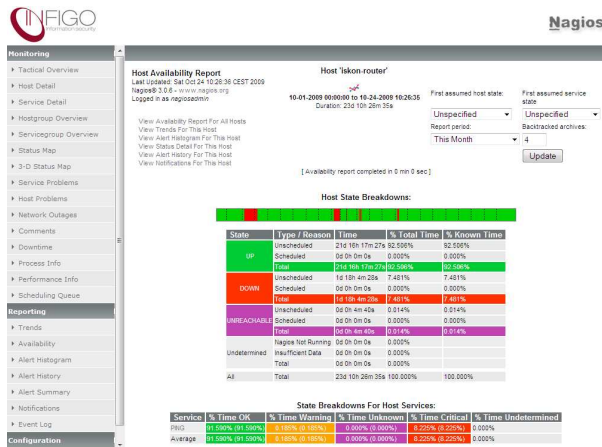 INFIGO
information security
Nagios
Monitoring
Tactical Overview
Host Detail
Service Detail
Hostgroup Overview
Servicegroup Overview
Status Map
3-D Status Map
Service Problems
Host Problems
Network Outages
Comments
Downtime
Process Info
Performance Info
Scheduling Queue
Reporting
Trends
Availability
Alert Histogram
Alert History
Alert Summary
Notifications
Event Log
Configuration
Host Availability Report
Last Updated: Sat Oct 24 10:26:36 CEST 2009
Nagios® 3.0.6 - www.nagios.org
Logged in as nagiosadmin
View Availability Report For All Hosts
View Trends For This Host
View Alert Histogram For This Host
View Status Detail For This Host
View Alert History For This Host
View Notifications For This Host
Host 'iskon-router'
10-01-2009 00:00:00 to 10-24-2009 10:26:35
Duration: 23d 10h 26m 35s
[ Availability report completed in 0 min 0 sec ]
First assumed host state:
First assumed service state
Unspecified
Unspecified
Report period:
Backtracked archives:
This Month
4
Update
Host State Breakdowns:
State Type / Reason Time % Total Time % Known Time
UP
Unscheduled 21d 16h 17m 27s 92.506% 92.506%
Scheduled 0d 0h 0m 0s 0.000% 0.000%
Total 21d 16h 17m 27s 92.506% 92.506%
DOWN
Unscheduled 1d 18h 4m 28s 7.481% 7.481%
Scheduled 0d 0h 0m 0s 0.000% 0.000%
Total 1d 18h 4m 28s 7.481% 7.481%
UNREACHABLE
Unscheduled 0d 0h 4m 40s 0.014% 0.014%
Scheduled 0d 0h 0m 0s 0.000% 0.000%
Total 0d 0h 4m 40s 0.014% 0.014%
Undetermined
Nagios Not Running 0d 0h 0m 0s 0.000%
Insufficient Data 0d 0h 0m 0s 0.000%
Total 0d 0h 0m 0s 0.000%
All Total 23d 10h 26m 35s 100.000% 100.000%
State Breakdowns For Host Services:
Service % Time OK % Time Warning % Time Unknown % Time Critical % Time Undetermined
PING 91.590% (91.590%) 0.185% (0.185%) 0.000% (0.000%) 8.225% (8.225%) 0.000%
Average 91.590% (91.590%) 0.185% (0.185%) 0.000% (0.000%) 8.225% (8.225%) 0.000%